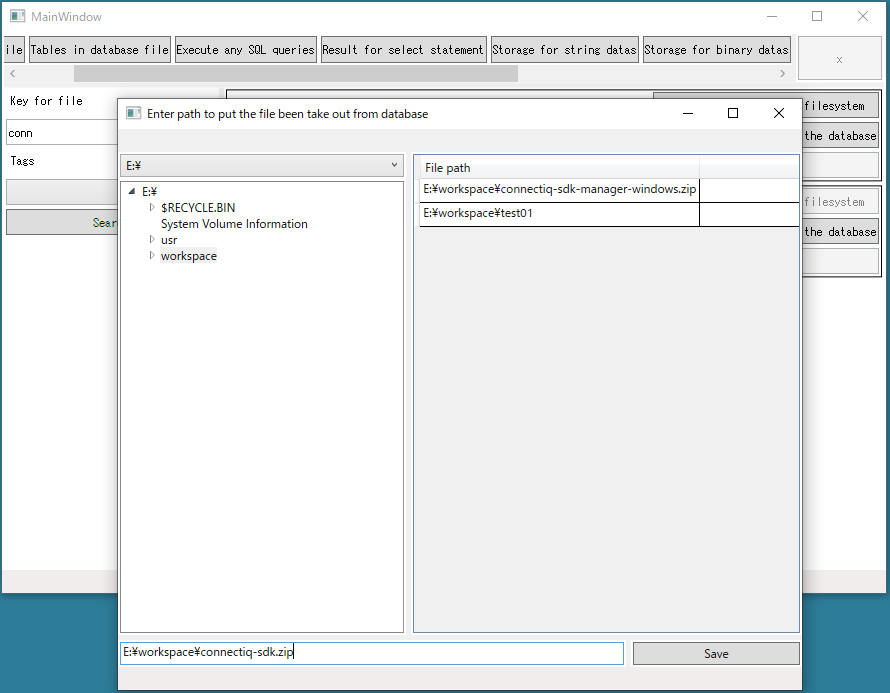 MainWindow
ile
Tables in database file
Execute any SQL queries
Result for select statement
Storage for string datas
Storage for binary datas
x
Key for file
conn
Tags
Sear
filesystem
the database
filesystem
the database
Enter path to put the file been take out from database
E:¥
E:¥
$RECYCLE.BIN
System Volume Information
usr
workspace
File path
E:¥workspace¥connectiq-sdk-manager-windows.zip
E:¥workspace¥test01
E:¥workspace¥connectiq-sdk.zip
Save